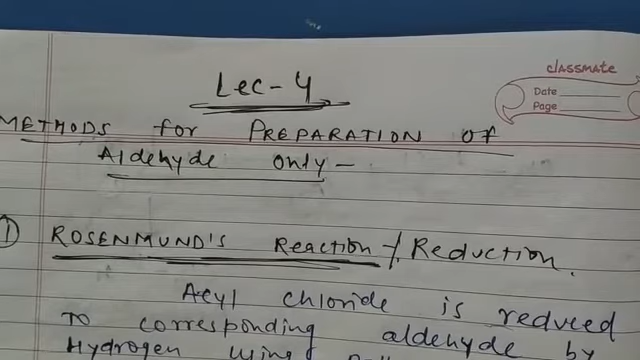 classmate
Date
Page
Lec-4
METHODS for PREPARATION OF
Aldehyde only -
1) ROSENMUND'S Reaction / Reduction.
Acyl chloride is reduced
To corresponding aldehyde by
Hydrogen using